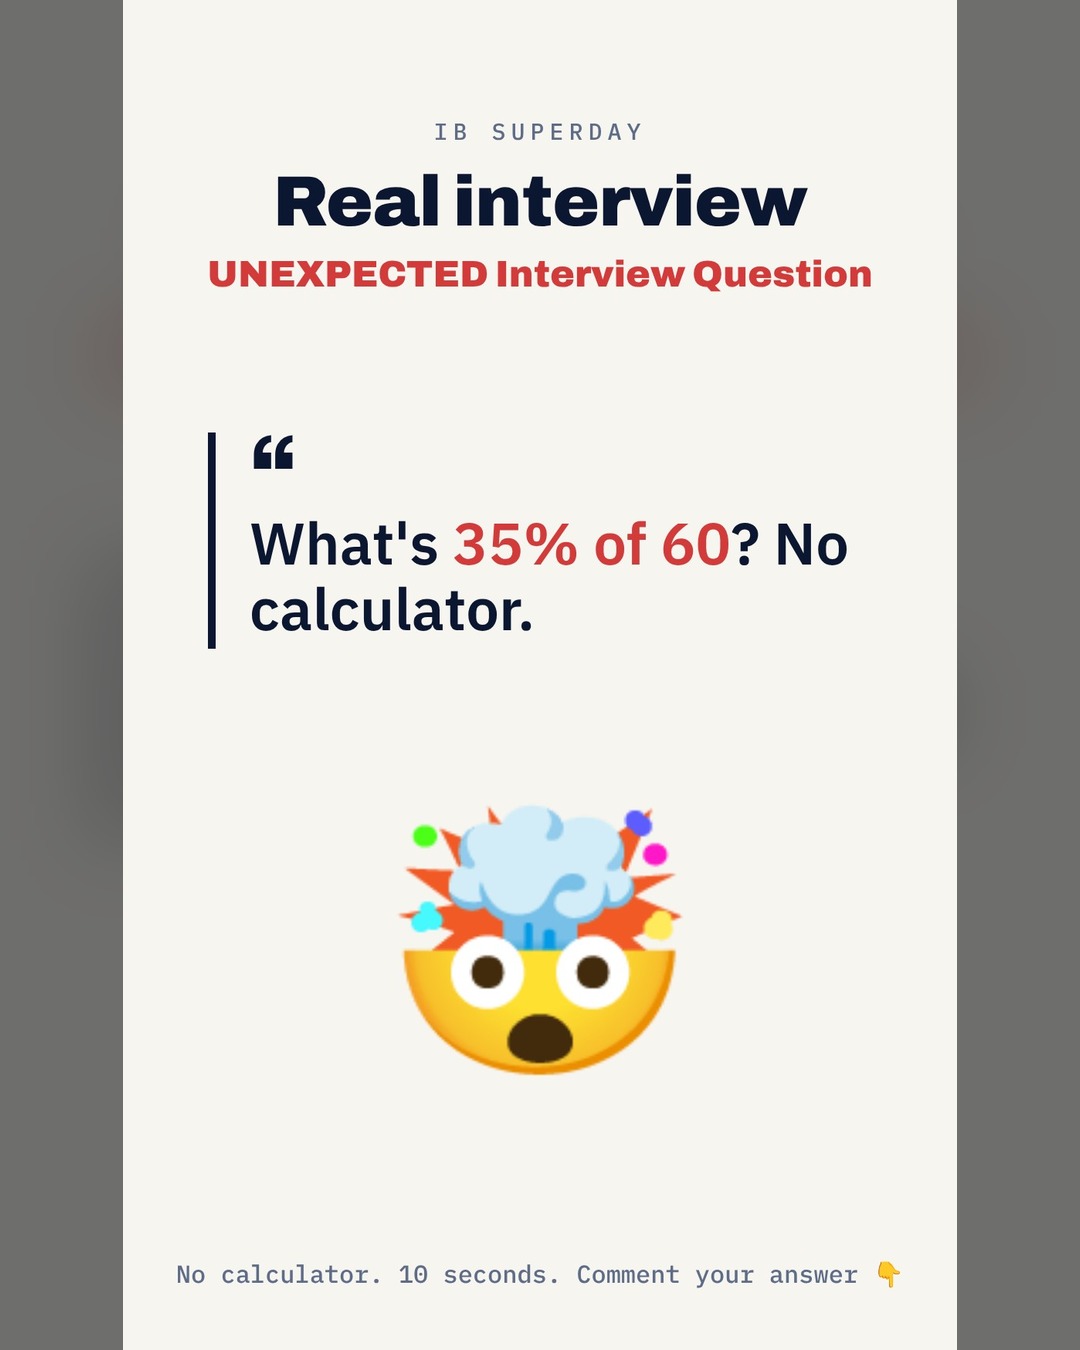 IB SUPERDAY
Real interview
UNEXPECTED Interview Question
“
What's 35% of 60? No
calculator.
No calculator. 10 seconds. Comment your answer 👇